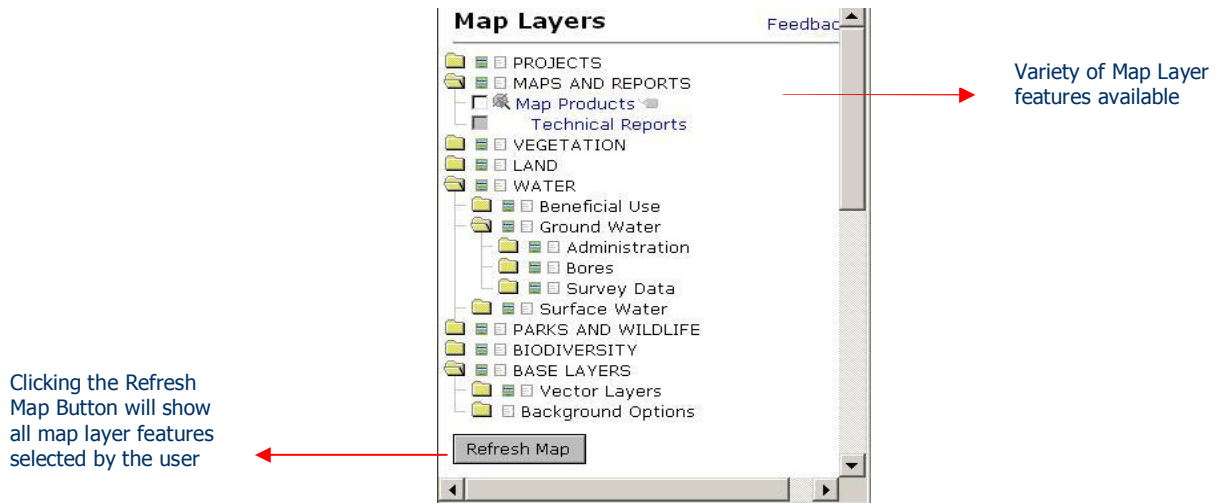 Map Layers
Feedbac
PROJECTS
MAPS AND REPORTS
Map Products
Technical Reports
VEGETATION
LAND
WATER
Beneficial Use
Ground Water
Administration
Bores
Survey Data
Surface Water
PARKS AND WILDLIFE
BIODIVERSITY
BASE LAYERS
Vector Layers
Background Options
Refresh Map
Variety of Map Layer
features available
Clicking the Refresh
Map Button will show
all map layer features
selected by the user